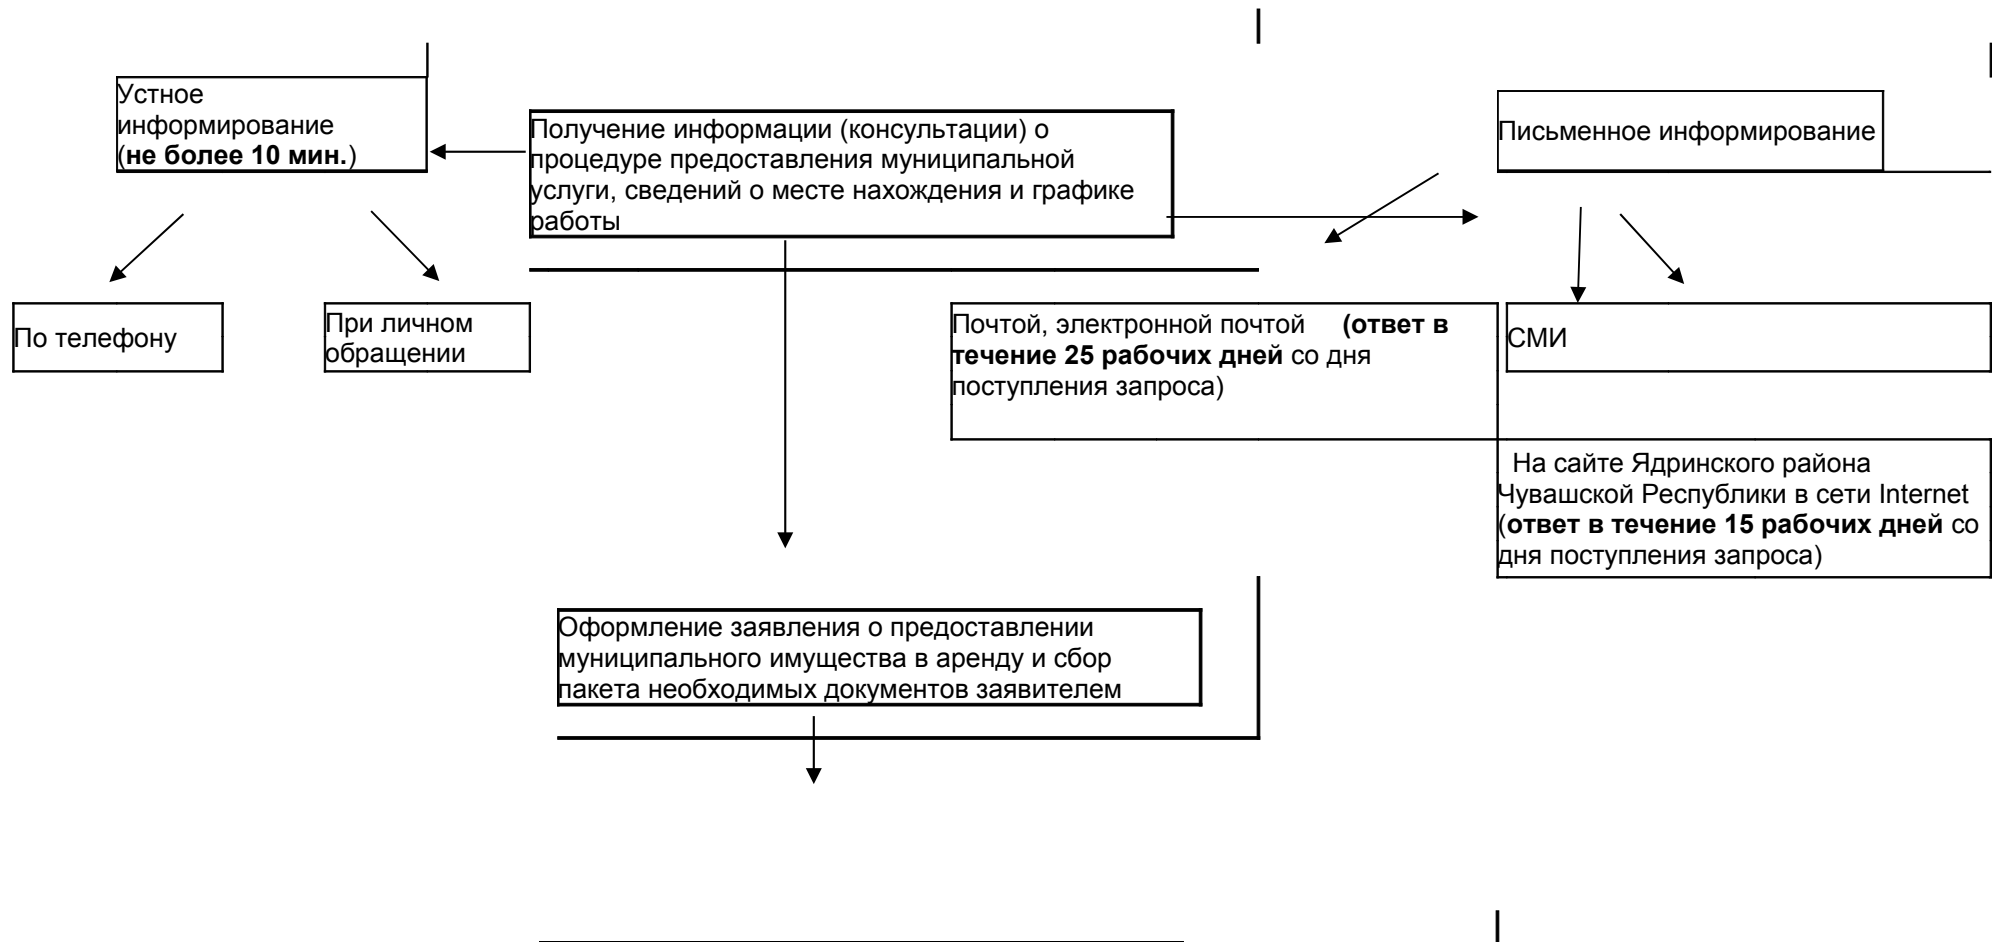 Устное
информирование
(не более 10 мин.)
Получение информации (консультации) о
процедуре предоставления муниципальной
услуги, сведений о месте нахождения и графике
работы
Письменное информирование
По телефону
При личном
обращении
Почтой, электронной почтой (ответ в
течение 25 рабочих дней со дня
поступления запроса)
СМИ
На сайте Ядринского района
Чувашской Республики в сети Internet
(ответ в течение 15 рабочих дней со
дня поступления запроса)
Оформление заявления о предоставлении
муниципального имущества в аренду и сбор
пакета необходимых документов заявителем